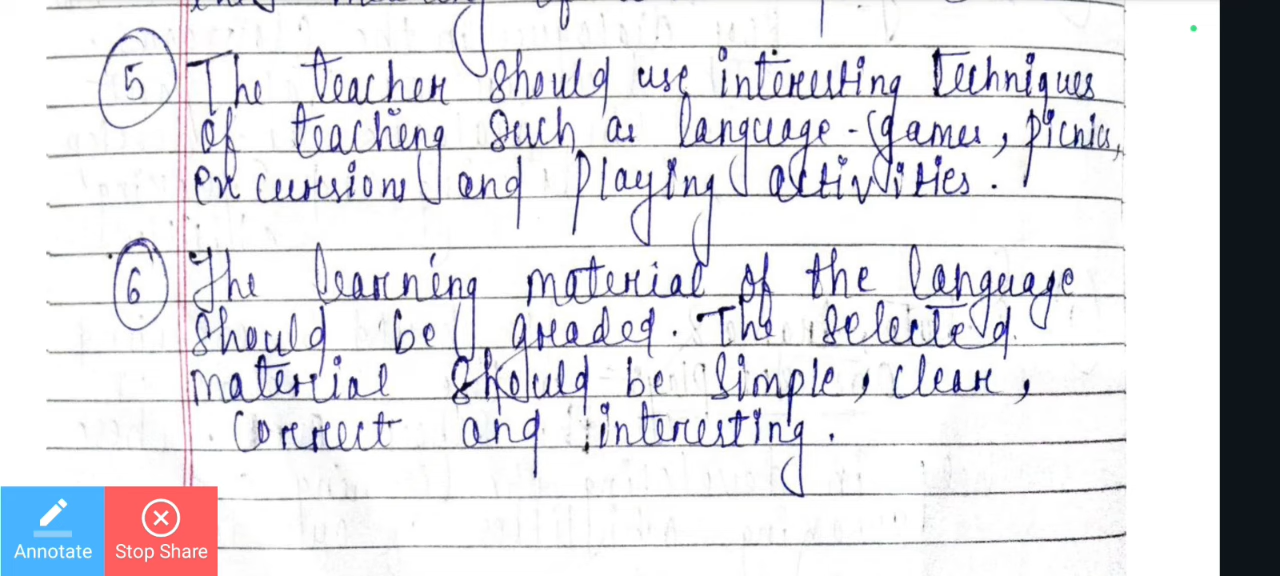 5 The teacher should use interesting techniques
of teaching such as language-games, picnics,
excursions and playing activities.
6 The learning material of the language
should be graded. The selected
material should be simple, clear,
correct and interesting.
Annotate Stop Share